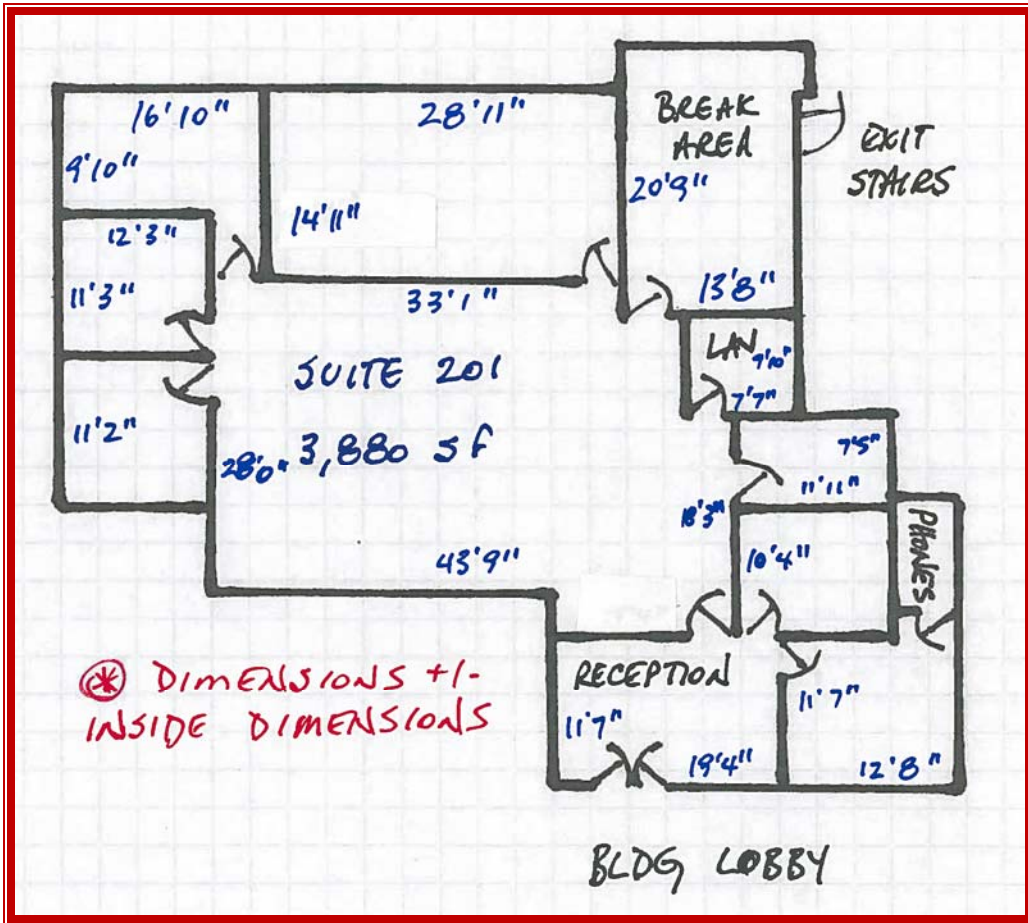 16'10"
28'11"
BREAK
AREA
EXIT
STAIRS
9'10"
20'9"
14'11"
12'3"
11'3"
33'1"
13'8"
LAN
9'10"
7'7"
SUITE 201
3,880 SF
11'2"
28'0"
7'5"
11'11"
18'3"
10'4"
PHONES
43'9"
RECEPTION
11'7"
19'4"
11'7"
12'8"
* DIMENSIONS +/-
INSIDE DIMENSIONS
BLDG LOBBY